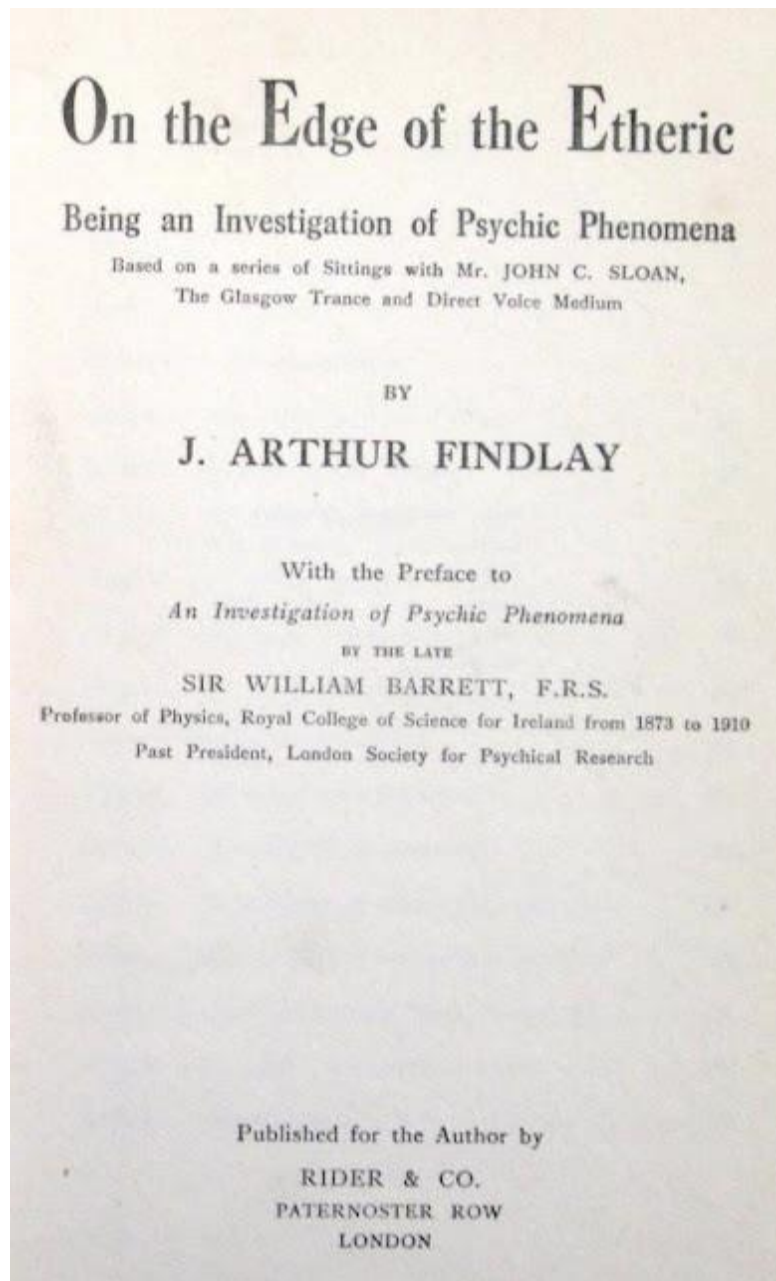 On the Edge of the Etheric
Being an Investigation of Psychic Phenomena
Based on a series of Sittings with Mr. JOHN C. SLOAN,
The Glasgow Trance and Direct Voice Medium
BY
J. ARTHUR FINDLAY
With the Preface to
An Investigation of Psychic Phenomena
BY THE LATE
SIR WILLIAM BARRETT, F.R.S.
Professor of Physics, Royal College of Science for Ireland from 1873 to 1910
Past President, London Society for Psychical Research
Published for the Author by
RIDER & CO.
PATERNOSTER ROW
LONDON